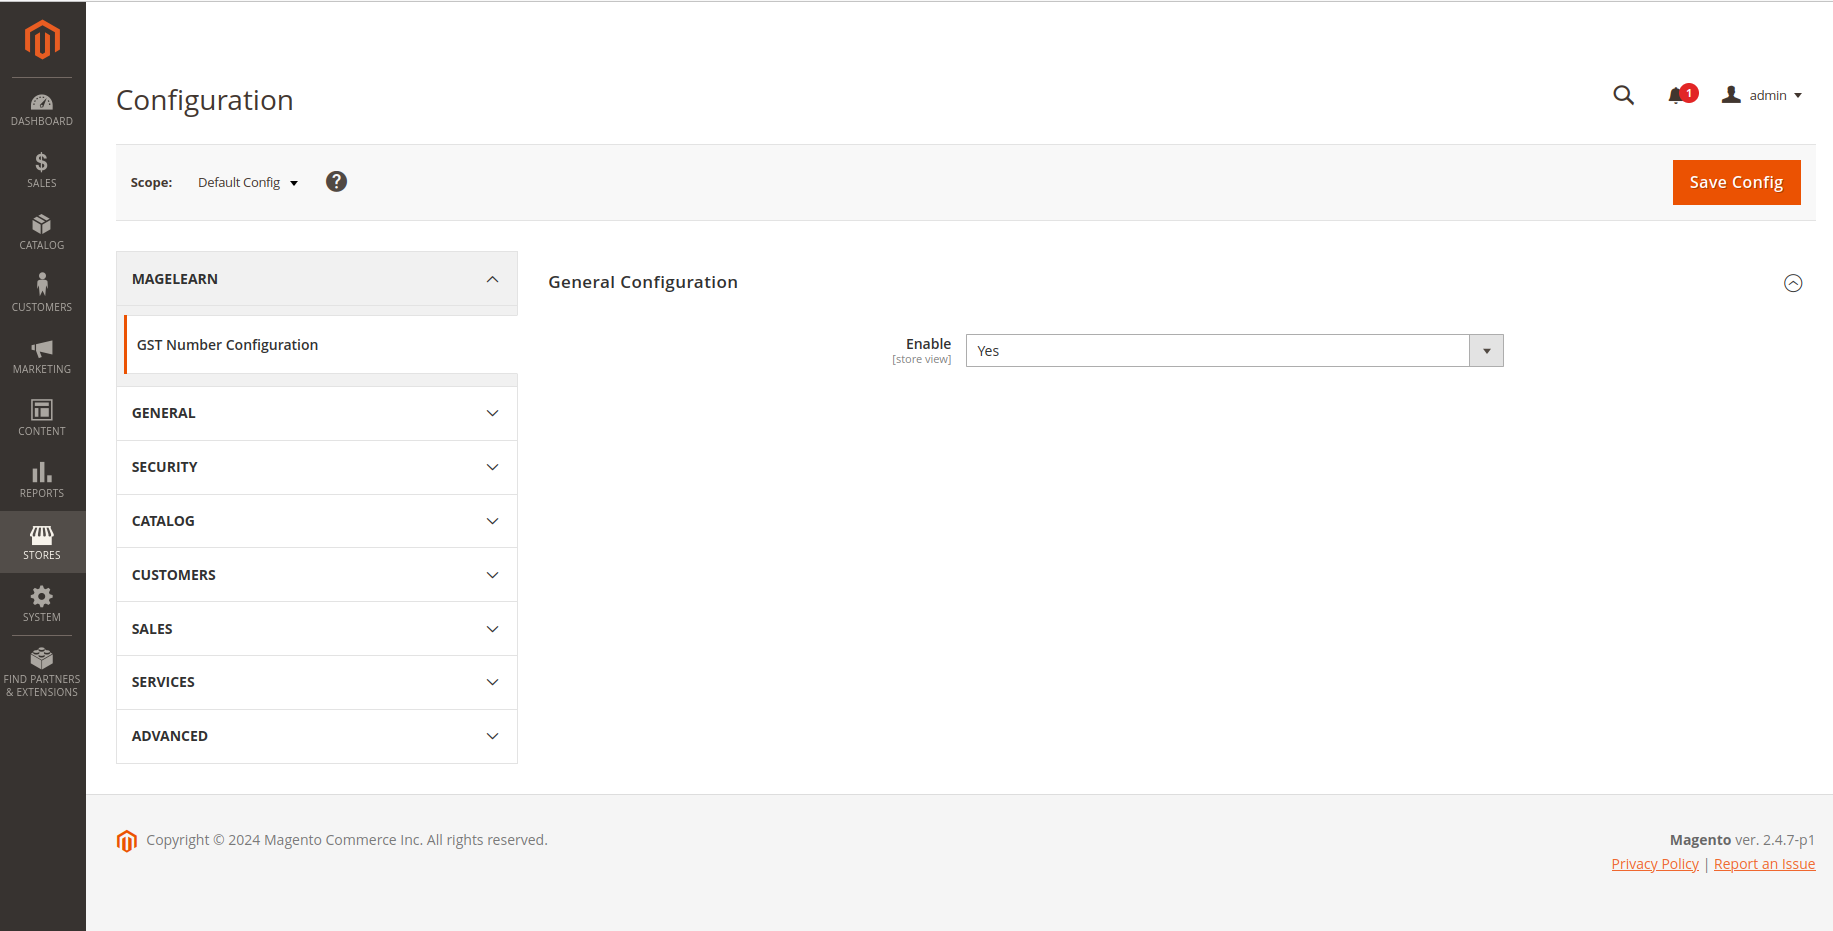 DASHBOARD
SALES
CATALOG
CUSTOMERS
MARKETING
CONTENT
REPORTS
STORES
SYSTEM
FIND PARTNERS
& EXTENSIONS
Configuration
1
admin
Scope:
Default Config
?
Save Config
MAGELEARN
GST Number Configuration
GENERAL
SECURITY
CATALOG
CUSTOMERS
SALES
SERVICES
ADVANCED
General Configuration
Enable
[store view]
Yes
Copyright © 2024 Magento Commerce Inc. All rights reserved.
Magento ver. 2.4.7-p1
Privacy Policy | Report an Issue